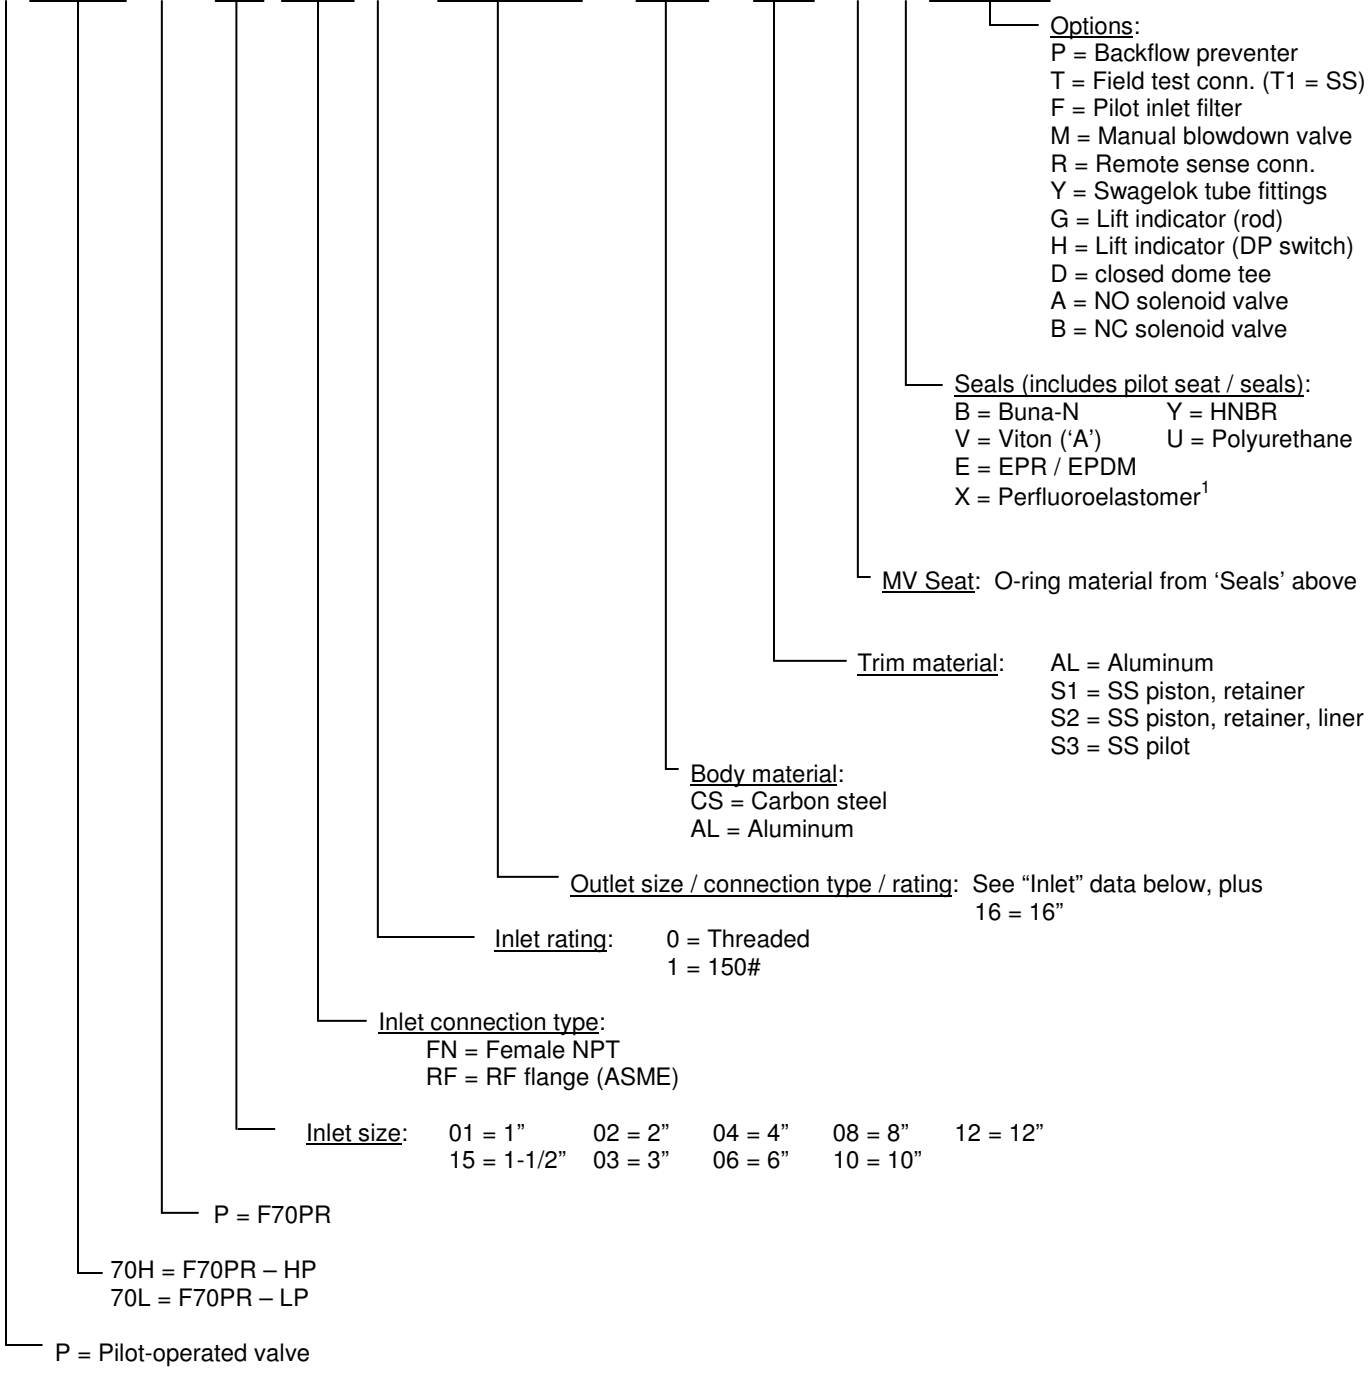 Options:
P = Backflow preventer
T = Field test conn. (T1 = SS)
F = Pilot inlet filter
M = Manual blowdown valve
R = Remote sense conn.
Y = Swagelok tube fittings
G = Lift indicator (rod)
H = Lift indicator (DP switch)
D = closed dome tee
A = NO solenoid valve
B = NC solenoid valve
Seals (includes pilot seat / seals):
B = Buna-N Y = HNBR
V = Viton (‘A’) U = Polyurethane
E = EPR / EPDM
X = Perfluoroelastomer1
MV Seat: O-ring material from ‘Seals’ above
Trim material: AL = Aluminum
S1 = SS piston, retainer
S2 = SS piston, retainer, liner
S3 = SS pilot
Body material:
CS = Carbon steel
AL = Aluminum
Outlet size / connection type / rating: See “Inlet” data below, plus
16 = 16”
Inlet rating: 0 = Threaded
1 = 150#
Inlet connection type:
FN = Female NPT
RF = RF flange (ASME)
Inlet size: 01 = 1” 02 = 2” 04 = 4” 08 = 8” 12 = 12”
15 = 1-1/2” 03 = 3” 06 = 6” 10 = 10”
P = F70PR
70H = F70PR – HP
70L = F70PR – LP
P = Pilot-operated valve